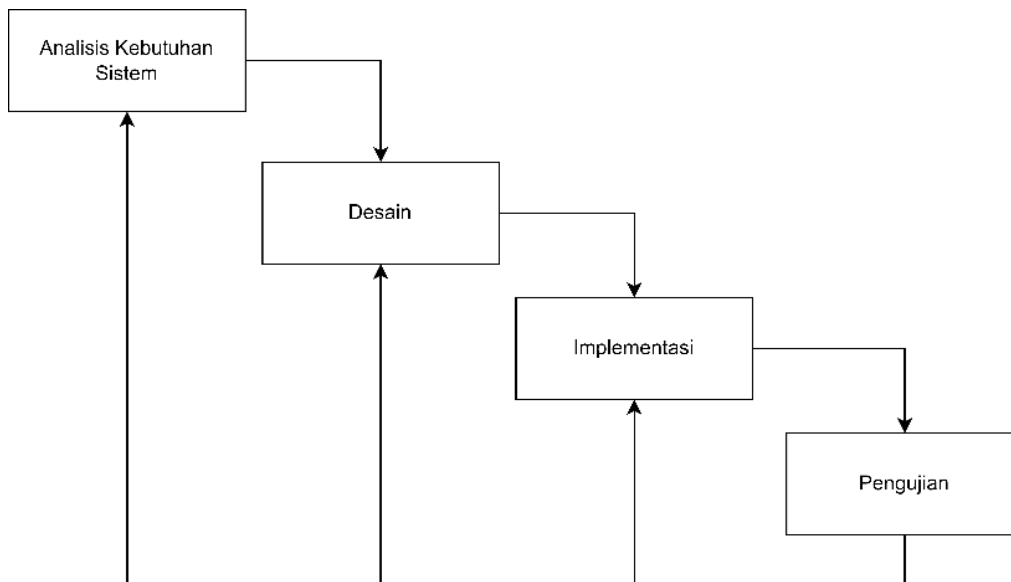 Analisis Kebutuhan
Sistem
Desain
Implementasi
Pengujian